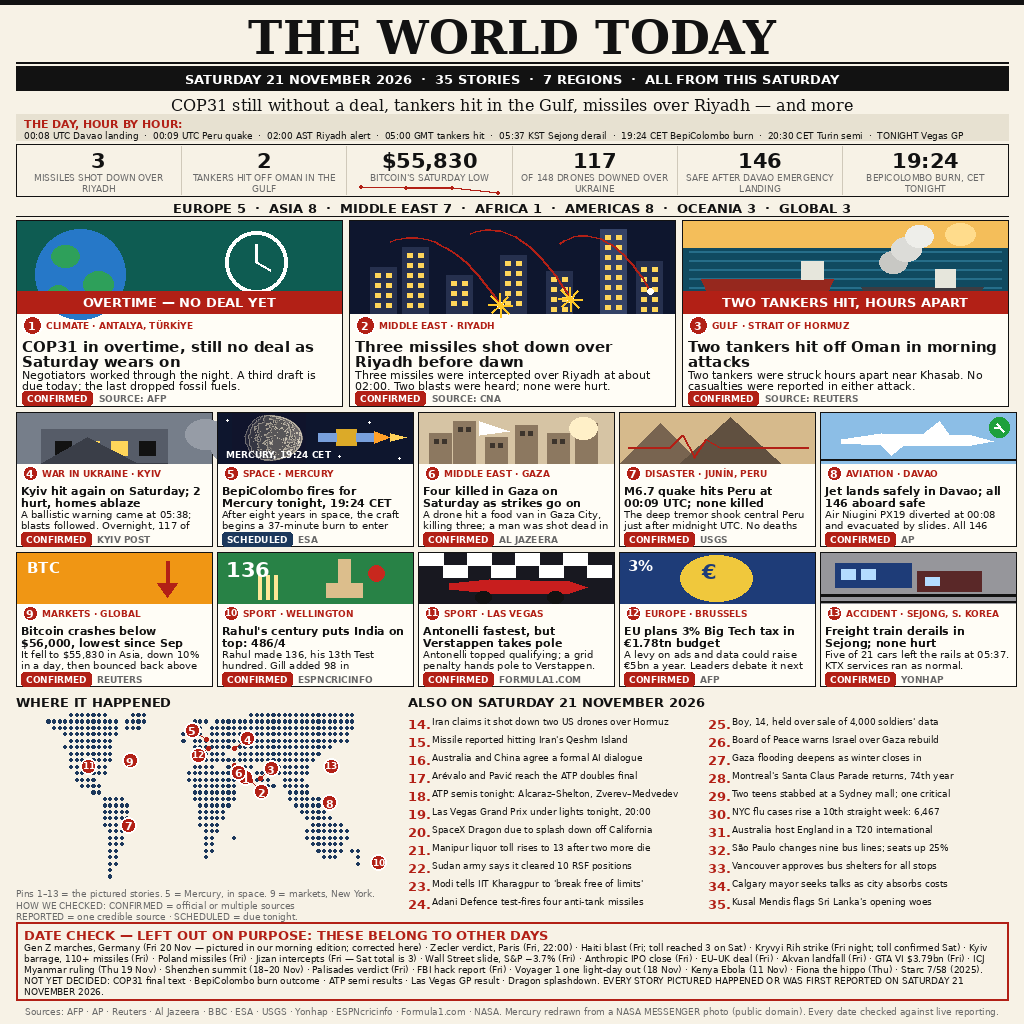 THE WORLD TODAY
SATURDAY 21 NOVEMBER 2026 · 35 STORIES · 7 REGIONS · ALL FROM THIS SATURDAY
COP31 still without a deal, tankers hit in the Gulf, missiles over Riyadh — and more
THE DAY, HOUR BY HOUR:
00:08 UTC Davao landing · 00:09 UTC Peru quake · 02:00 AST Riyadh alert · 05:00 GMT tankers hit · 05:37 KST Sejong derail · 19:24 CET BepiColombo burn · 20:30 CET Turin semi · TONIGHT Vegas GP
3
MISSILES SHOT DOWN OVER
RIYADH
2
TANKERS HIT OFF OMAN IN THE
GULF
$55,830
BITCOIN'S SATURDAY LOW
117
OF 148 DRONES DOWNED OVER
UKRAINE
146
SAFE AFTER DAVAO EMERGENCY
LANDING
19:24
BEPICOLOMBO BURN, CET
TONIGHT
EUROPE 5 · ASIA 8 · MIDDLE EAST 7 · AFRICA 1 · AMERICAS 8 · OCEANIA 3 · GLOBAL 3
OVERTIME — NO DEAL YET
1 CLIMATE · ANTALYA, TÜRKİYE
COP31 in overtime, still no deal as
Saturday wears on
Negotiators worked through the night. A third draft is
due today; the last dropped fossil fuels.
CONFIRMED SOURCE: AFP
2 MIDDLE EAST · RIYADH
Three missiles shot down over
Riyadh before dawn
Three missiles were intercepted over Riyadh at about
02:00. Two blasts were heard; none were hurt.
CONFIRMED SOURCE: CNA
TWO TANKERS HIT, HOURS APART
3 GULF · STRAIT OF HORMUZ
Two tankers hit off Oman in morning
attacks
Two tankers were struck hours apart near Khasab. No
casualties were reported in either attack.
CONFIRMED SOURCE: REUTERS
4 WAR IN UKRAINE · KYIV
Kyiv hit again on Saturday; 2
hurt, homes ablaze
A ballistic warning came at 05:38;
blasts followed. Overnight, 117 of
CONFIRMED KYIV POST
MERCURY, 19:24 CET
5 SPACE · MERCURY
BepiColombo fires for
Mercury tonight, 19:24 CET
After eight years in space, the craft
begins a 37-minute burn to enter
SCHEDULED ESA
6 MIDDLE EAST · GAZA
Four killed in Gaza on
Saturday as strikes go on
A drone hit a food van in Gaza City,
killing three; a man was shot dead in
CONFIRMED AL JAZEERA
7 DISASTER · JUNÍN, PERU
M6.7 quake hits Peru at
00:09 UTC; none killed
The deep tremor shook central Peru
just after midnight UTC. No deaths
CONFIRMED USGS
8 AVIATION · DAVAO
Jet lands safely in Davao; all
146 aboard safe
Air Niugini PX19 diverted at 00:08
and evacuated by slides. All 146
CONFIRMED AP
BTC
9 MARKETS · GLOBAL
Bitcoin crashes below
$56,000, lowest since Sep
It fell to $55,830 in Asia, down 10%
in a day, then bounced back above
CONFIRMED REUTERS
136
10 SPORT · WELLINGTON
Rahul's century puts India on
top: 486/4
Rahul made 136, his 13th Test
hundred. Gill added 98 in
CONFIRMED ESPNCRICINFO
11 SPORT · LAS VEGAS
Antonelli fastest, but
Verstappen takes pole
Antonelli topped qualifying; a grid
penalty hands pole to Verstappen.
CONFIRMED FORMULA1.COM
3%
€
12 EUROPE · BRUSSELS
EU plans 3% Big Tech tax in
€1.78tn budget
A levy on ads and data could raise
€5bn a year. Leaders debate it next
CONFIRMED AFP
13 ACCIDENT · SEJONG, S. KOREA
Freight train derails in
Sejong; none hurt
Five of 21 cars left the rails at 05:37.
KTX services ran as normal.
CONFIRMED YONHAP
WHERE IT HAPPENED
5
4
12
11
9
6
1
3
13
2
8
7
10
Pins 1–13 = the pictured stories. 5 = Mercury, in space. 9 = markets, New York.
HOW WE CHECKED: CONFIRMED = official or multiple sources
REPORTED = one credible source · SCHEDULED = due tonight.
ALSO ON SATURDAY 21 NOVEMBER 2026
14. Iran claims it shot down two US drones over Hormuz
15. Missile reported hitting Iran's Qeshm Island
16. Australia and China agree a formal AI dialogue
17. Arévalo and Pavić reach the ATP doubles final
18. ATP semis tonight: Alcaraz–Shelton, Zverev–Medvedev
19. Las Vegas Grand Prix under lights tonight, 20:00
20. SpaceX Dragon due to splash down off California
21. Manipur liquor toll rises to 13 after two more die
22. Sudan army says it cleared 10 RSF positions
23. Modi tells IIT Kharagpur to 'break free of limits'
24. Adani Defence test-fires four anti-tank missiles
25. Boy, 14, held over sale of 4,000 soldiers' data
26. Board of Peace warns Israel over Gaza rebuild
27. Gaza flooding deepens as winter closes in
28. Montreal's Santa Claus Parade returns, 74th year
29. Two teens stabbed at a Sydney mall; one critical
30. NYC flu cases rise a 10th straight week: 6,467
31. Australia host England in a T20 international
32. São Paulo changes nine bus lines; seats up 25%
33. Vancouver approves bus shelters for all stops
34. Calgary mayor seeks talks as city absorbs costs
35. Kusal Mendis flags Sri Lanka's opening woes
DATE CHECK — LEFT OUT ON PURPOSE: THESE BELONG TO OTHER DAYS
Gen Z marches, Germany (Fri 20 Nov — pictured in our morning edition; corrected here) · Zecler verdict, Paris (Fri, 22:00) · Haiti blast (Fri; toll reached 3 on Sat) · Kryvyi Rih strike (Fri night; toll confirmed Sat) · Kyiv
barrage, 110+ missiles (Fri) · Poland missiles (Fri) · Jizan intercepts (Fri — Sat total is 3) · Wall Street slide, S&P −3.7% (Fri) · Anthropic IPO close (Fri) · EU–UK deal (Fri) · Akvan landfall (Fri) · GTA VI $3.79bn (Fri) · ICJ
Myanmar ruling (Thu 19 Nov) · Shenzhen summit (18–20 Nov) · Palisades verdict (Fri) · FBI hack report (Fri) · Voyager 1 one light-day out (18 Nov) · Kenya Ebola (11 Nov) · Fiona the hippo (Thu) · Starc 7/58 (2025).
NOT YET DECIDED: COP31 final text · BepiColombo burn outcome · ATP semi results · Las Vegas GP result · Dragon splashdown. EVERY STORY PICTURED HAPPENED OR WAS FIRST REPORTED ON SATURDAY 21
NOVEMBER 2026.
Sources: AFP · AP · Reuters · Al Jazeera · BBC · ESA · USGS · Yonhap · ESPNcricinfo · Formula1.com · NASA. Mercury redrawn from a NASA MESSENGER photo (public domain). Every date checked against live reporting.